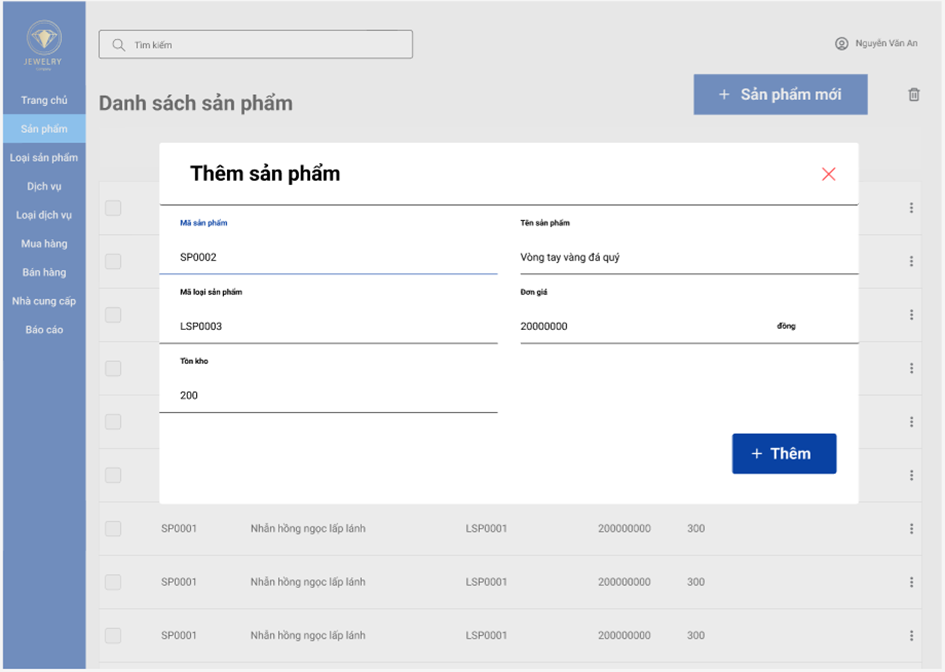 JEWELRY
Tìm kiếm
Nguyễn Văn An
Trang chủ
Sản phẩm
Loại sản phẩm
Dịch vụ
Loại dịch vụ
Mua hàng
Bán hàng
Nhà cung cấp
Báo cáo
Danh sách sản phẩm
+ Sản phẩm mới
Thêm sản phẩm
Mã sản phẩm
Tên sản phẩm
SP0002
Vòng tay vàng đá quý
Mã loại sản phẩm
Đơn giá
LSP0003
20000000 đồng
Tồn kho
200
+ Thêm
SP0001 Nhẫn hồng ngọc lấp lánh LSP0001 200000000 300
SP0001 Nhẫn hồng ngọc lấp lánh LSP0001 200000000 300
SP0001 Nhẫn hồng ngọc lấp lánh LSP0001 200000000 300